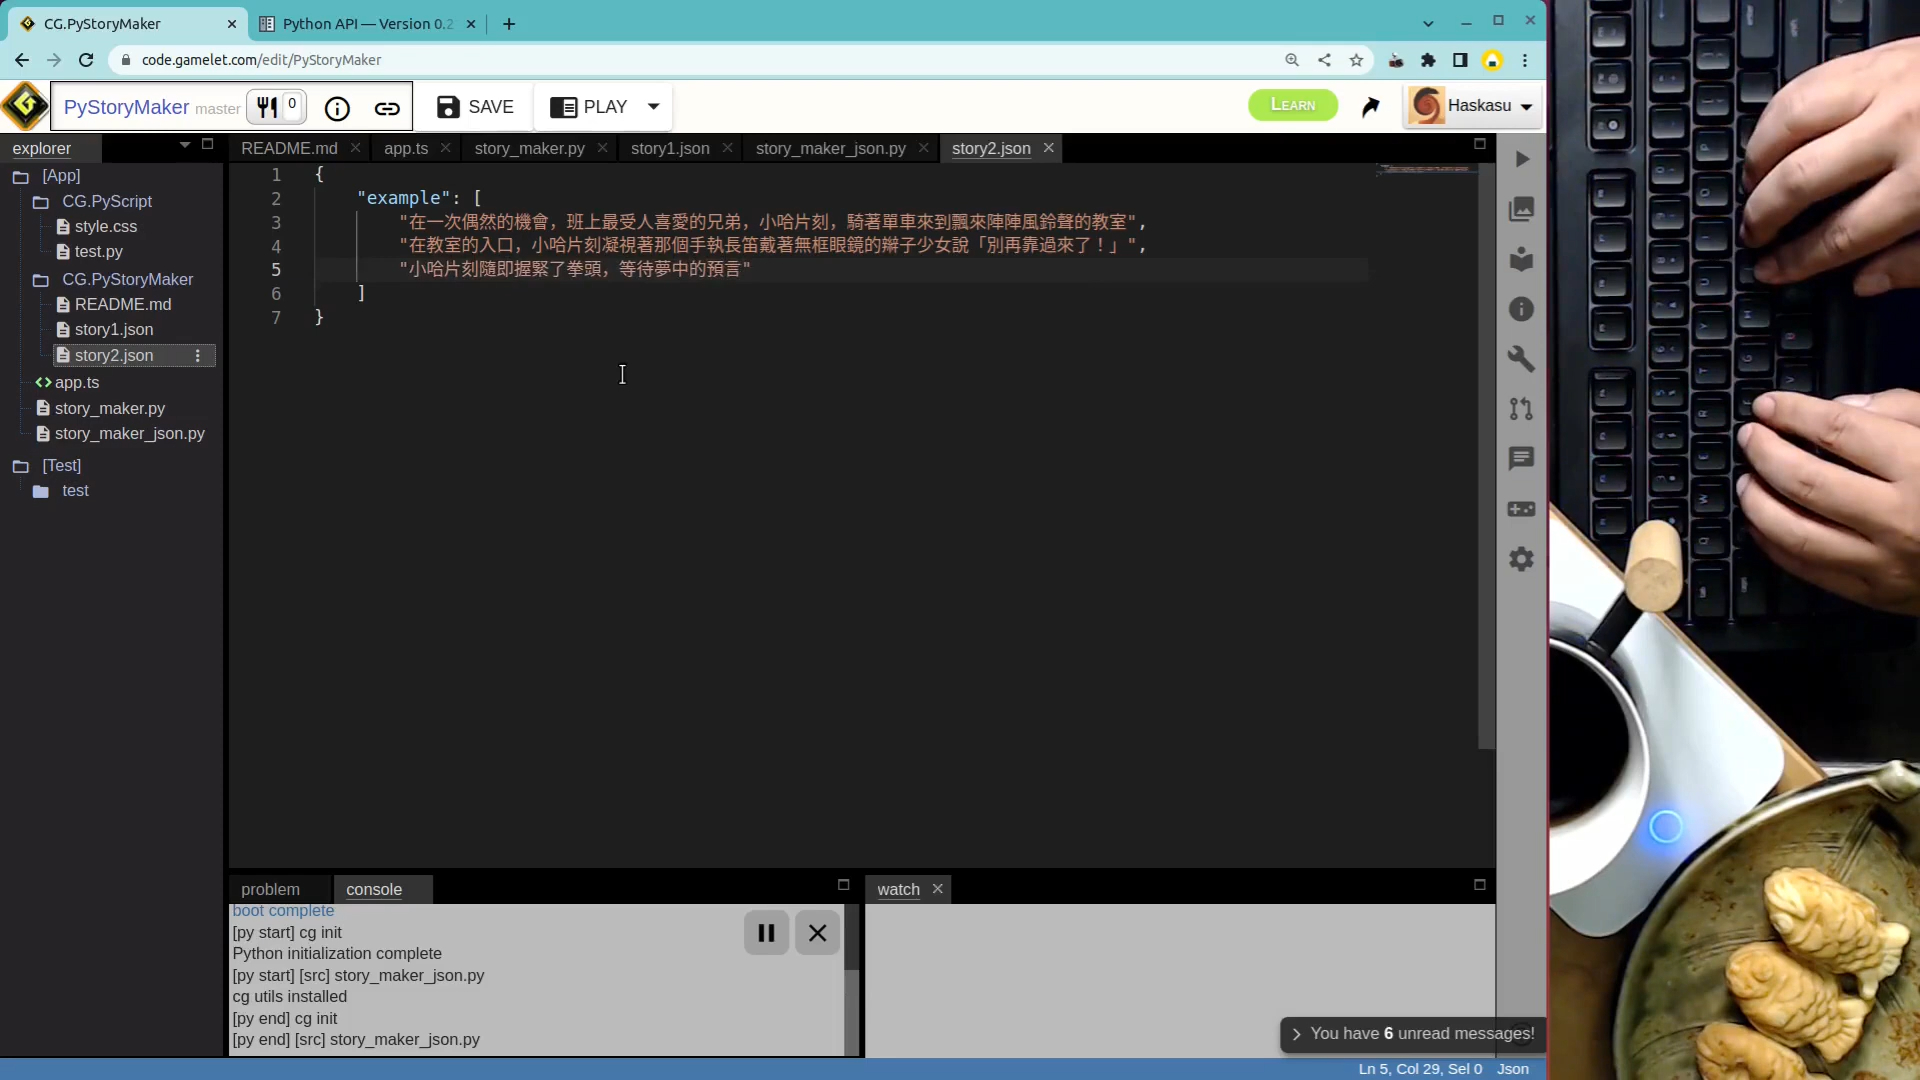 CG.PyStoryMaker
Python API — Version 0.2
code.gamelet.com/edit/PyStoryMaker
PyStoryMaker master 0 SAVE PLAY LEARN Haskasu
explorer
README.md app.ts story_maker.py story1.json story_maker_json.py story2.json
[App]
CG.PyScript
style.css
test.py
CG.PyStoryMaker
README.md
story1.json
story2.json
app.ts
story_maker.py
story_maker_json.py
[Test]
test
1 {
2 "example": [
3 "在一次偶然的機會，班上最受人喜愛的兄弟，小哈片刻，騎著單車來到飄來陣陣風鈴聲的教室",
4 "在教室的入口，小哈片刻凝視著那個手執長笛戴著無框眼鏡的辮子少女說「別再靠過來了！」",
5 "小哈片刻隨即握緊了拳頭，等待夢中的預言"
6 ]
7 }
problem console
boot complete
[py start] cg init
Python initialization complete
[py start] [src] story_maker_json.py
cg utils installed
[py end] cg init
[py end] [src] story_maker_json.py
watch
You have 6 unread messages!
Ln 5, Col 29, Sel 0 Json